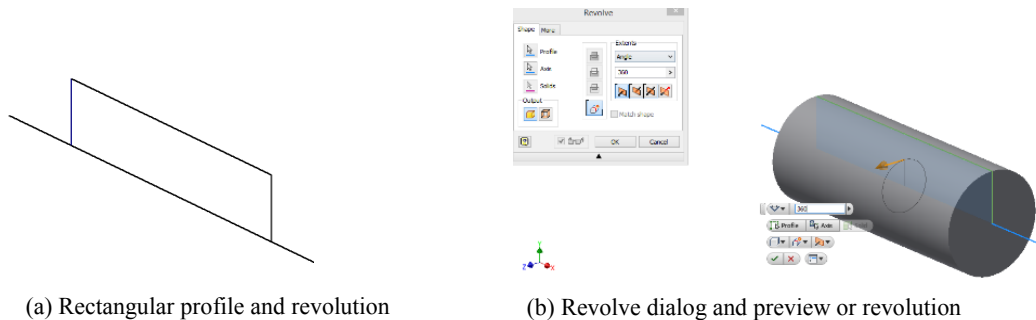 Revolve
Shape More
Profile
Axis
Solids
Output
Extents
Angle
360
Match shape
OK Cancel
360
Profile Axis
Y
Z X
(a) Rectangular profile and revolution
(b) Revolve dialog and preview or revolution